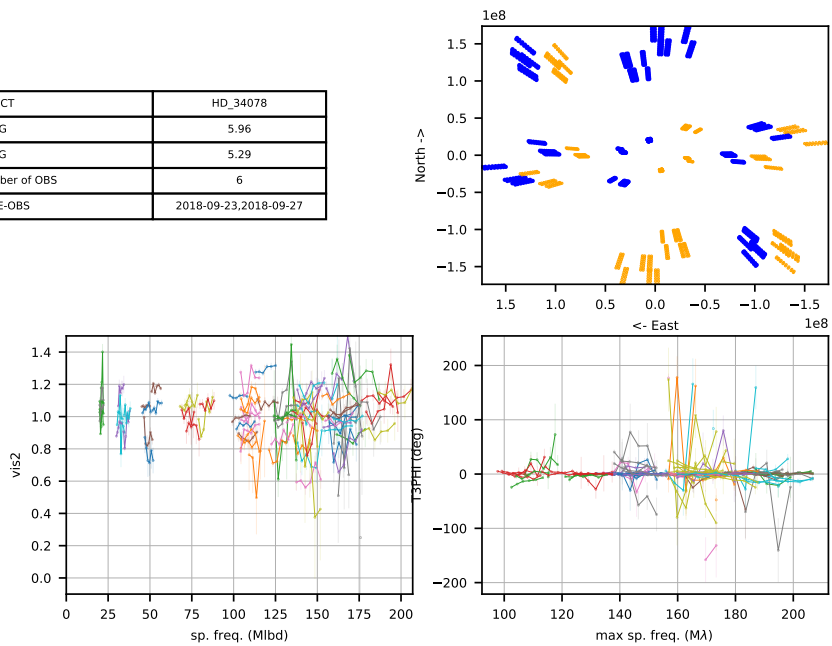 CT HD_34078
G 5.96
G 5.29
ber of OBS 6
E-OBS 2018-09-23,2018-09-27
1e8
1.5
1.0
0.5
0.0
−0.5
−1.0
−1.5
North ->
1.5 1.0 0.5 0.0 −0.5 −1.0 −1.5
<- East
1e8
1.4
1.2
1.0
0.8
0.6
0.4
0.2
0.0
vis2
0 25 50 75 100 125 150 175 200
sp. freq. (Mlbd)
200
100
0
−100
−200
T3PHI (deg)
100 120 140 160 180 200
max sp. freq. (Mλ)